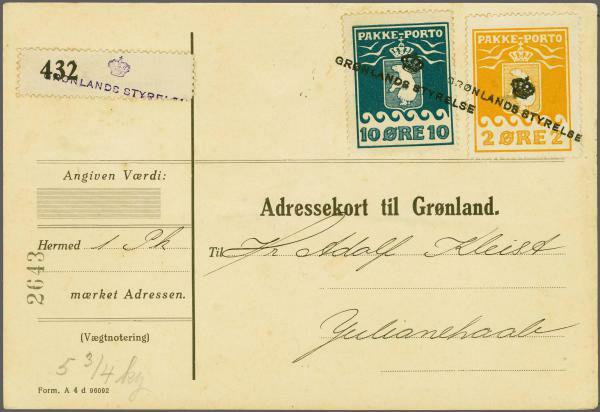 432
GRØNLANDS STYRELSE
PAKKE-PORTO
10 ØRE 10
GRØNLANDS STYRELSE
PAKKE-PORTO
2 ØRE 2
GRØNLANDS STYRELSE
Angiven Værdi:
Adressekort til Grønland.
Hermed 1 Pk
Til Hr Adolf Kleist
2643
mærket Adressen.
Julianehaab
(Vægtnotering)
5 3/4 kg
Form. A 4 d 96092